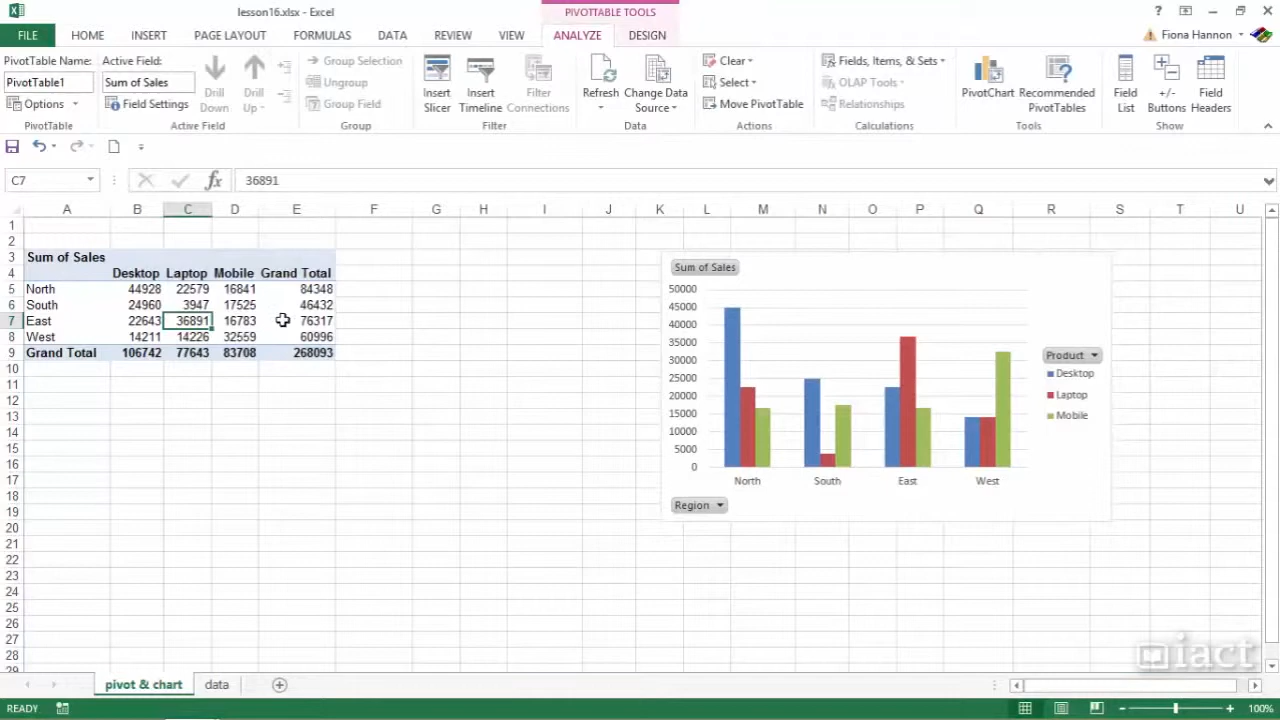 lesson16.xlsx - Excel
PIVOTTABLE TOOLS
?
Fiona Hannon
FILE HOME INSERT PAGE LAYOUT FORMULAS DATA REVIEW VIEW ANALYZE DESIGN
PivotTable Name:
PivotTable1
Options
PivotTable
Active Field:
Sum of Sales
Field Settings
Drill
Down
Drill
Up
Active Field
Group Selection
Ungroup
Group Field
Group
Insert
Slicer
Insert
Timeline
Filter
Connections
Filter
Refresh
Change Data
Source
Data
Clear
Select
Move PivotTable
Actions
Fields, Items, & Sets
OLAP Tools
Relationships
Calculations
PivotChart
Recommended
PivotTables
Tools
Field
List
+/-
Buttons
Field
Headers
Show
C7 fx 36891
A B C D E F G H I J K L M N O P Q R S T U
1
2
3 Sum of Sales
4 Desktop Laptop Mobile Grand Total
5 North 44928 22579 16841 84348
6 South 24960 3947 17525 46432
7 East 22643 36891 16783 76317
8 West 14211 14226 32559 60996
9 Grand Total 106742 77643 83708 268093
10
11
12
13
14
15
16
17
18
19
20
21
22
23
24
25
26
27
28
29
Sum of Sales
50000
45000
40000
35000
30000
25000
20000
15000
10000
5000
0
North South East West
Product
Desktop
Laptop
Mobile
Region
iact
pivot & chart data
READY
100%